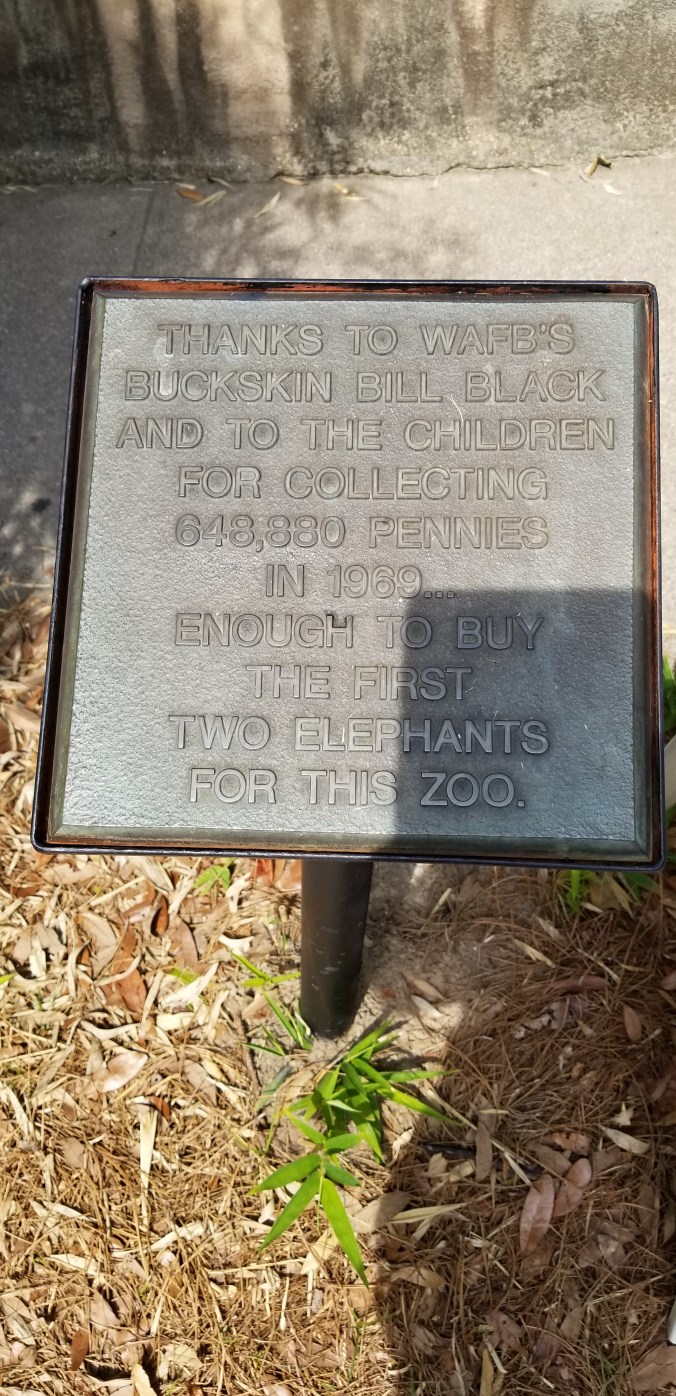 THANKS TO WAFB'S
BUCKSKIN BILL BLACK
AND TO THE CHILDREN
FOR COLLECTING
648,880 PENNIES
IN 1969...
ENOUGH TO BUY
THE FIRST
TWO ELEPHANTS
FOR THIS ZOO.